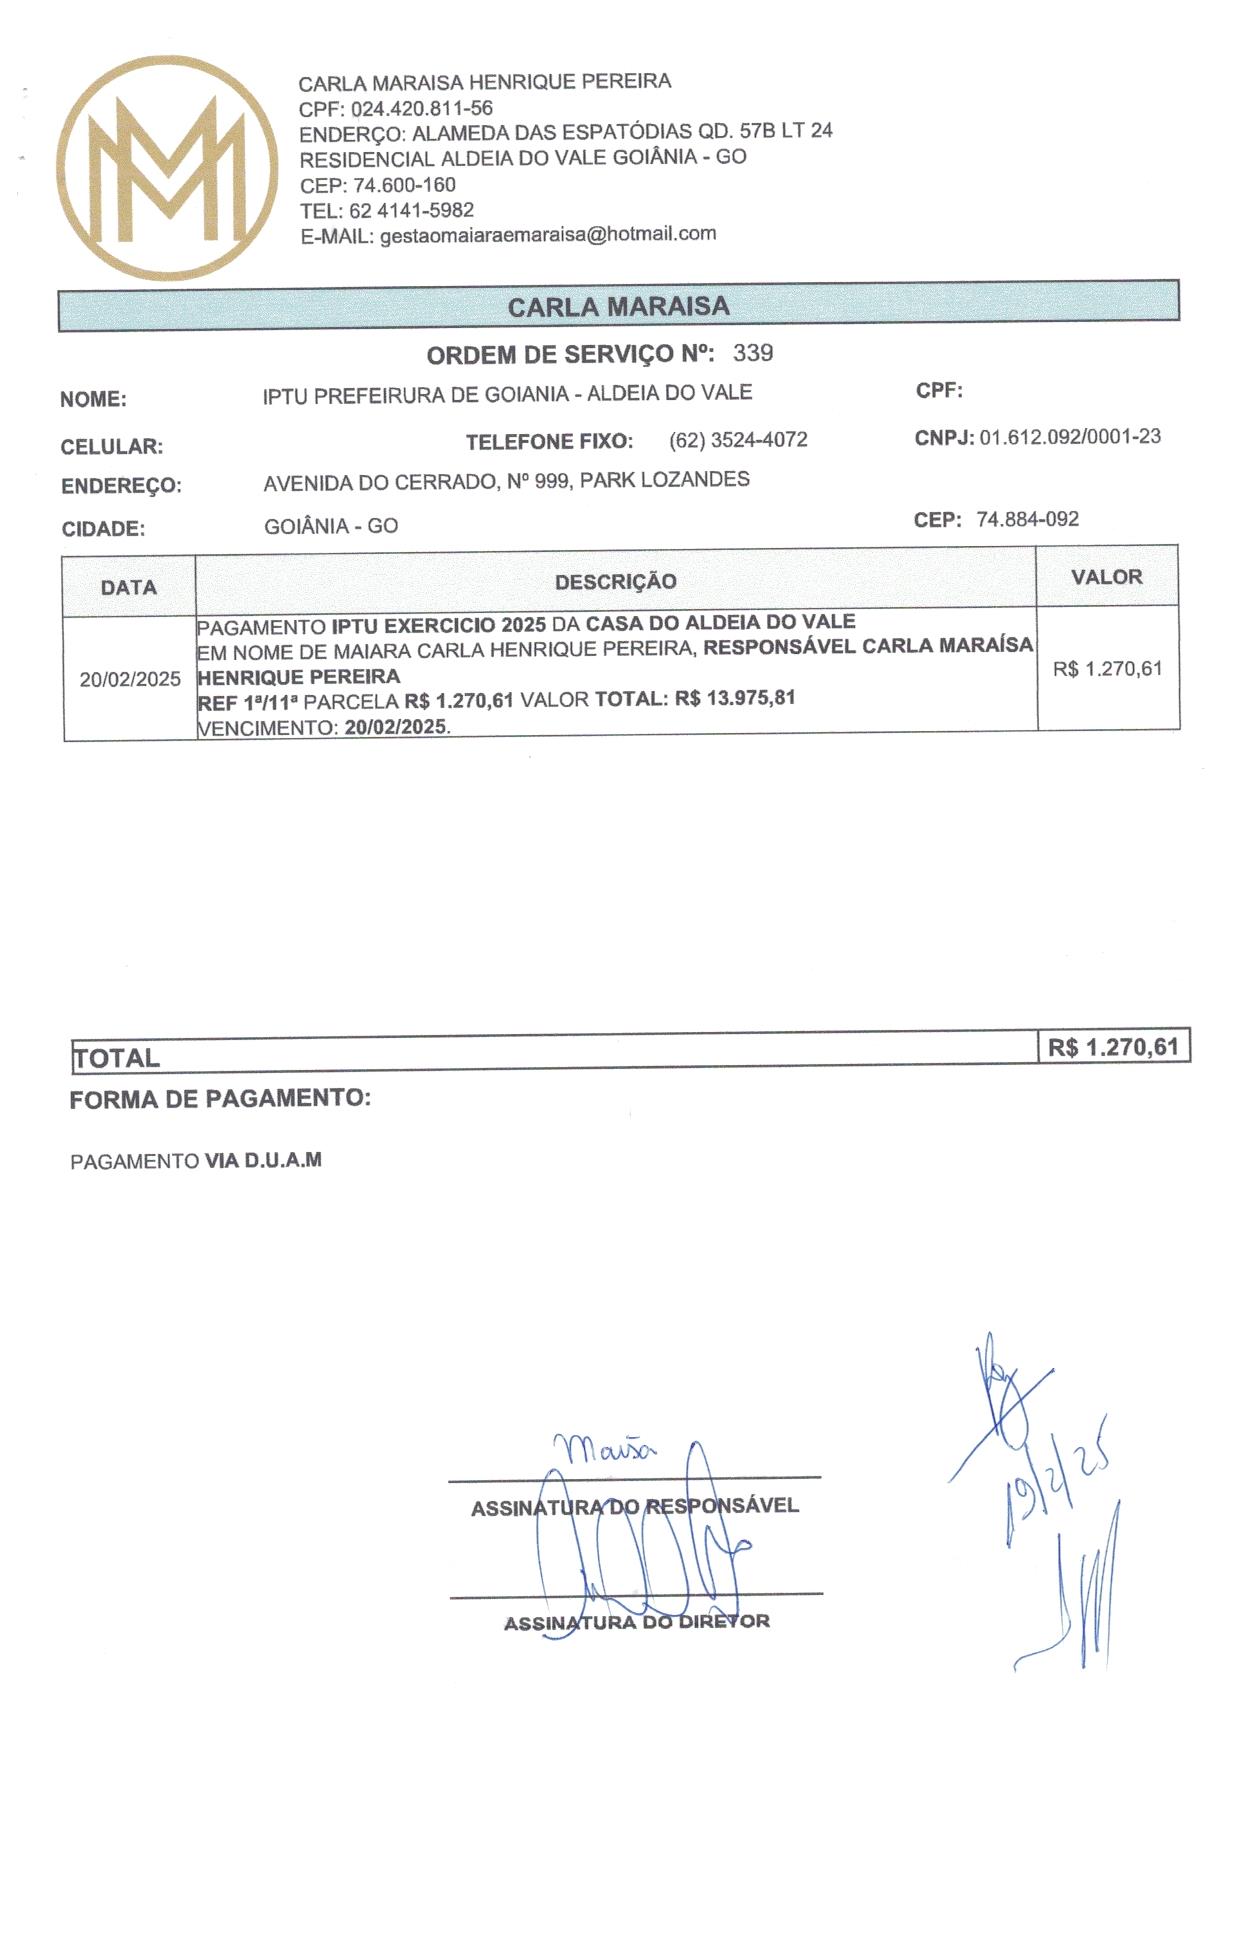 CARLA MARAISA HENRIQUE PEREIRA
CPF: 024.420.811-56
ENDERÇO: ALAMEDA DAS ESPATÓDIAS QD. 57B LT 24
RESIDENCIAL ALDEIA DO VALE GOIÂNIA - GO
CEP: 74.600-160
TEL: 62 4141-5982
E-MAIL: gestaomaiaraemaraisa@hotmail.com
CARLA MARAISA
ORDEM DE SERVIÇO Nº: 339
NOME: IPTU PREFEIRURA DE GOIANIA - ALDEIA DO VALE CPF:
CELULAR: TELEFONE FIXO: (62) 3524-4072 CNPJ: 01.612.092/0001-23
ENDEREÇO: AVENIDA DO CERRADO, Nº 999, PARK LOZANDES
CIDADE: GOIÂNIA - GO CEP: 74.884-092
DATA DESCRIÇÃO VALOR
PAGAMENTO IPTU EXERCICIO 2025 DA CASA DO ALDEIA DO VALE
EM NOME DE MAIARA CARLA HENRIQUE PEREIRA, RESPONSÁVEL CARLA MARAÍSA
20/02/2025 HENRIQUE PEREIRA R$ 1.270,61
REF 1ª/11ª PARCELA R$ 1.270,61 VALOR TOTAL: R$ 13.975,81
VENCIMENTO: 20/02/2025.
TOTAL R$ 1.270,61
FORMA DE PAGAMENTO:
PAGAMENTO VIA D.U.A.M
ASSINATURA DO RESPONSÁVEL
19/2/25
ASSINATURA DO DIRETOR